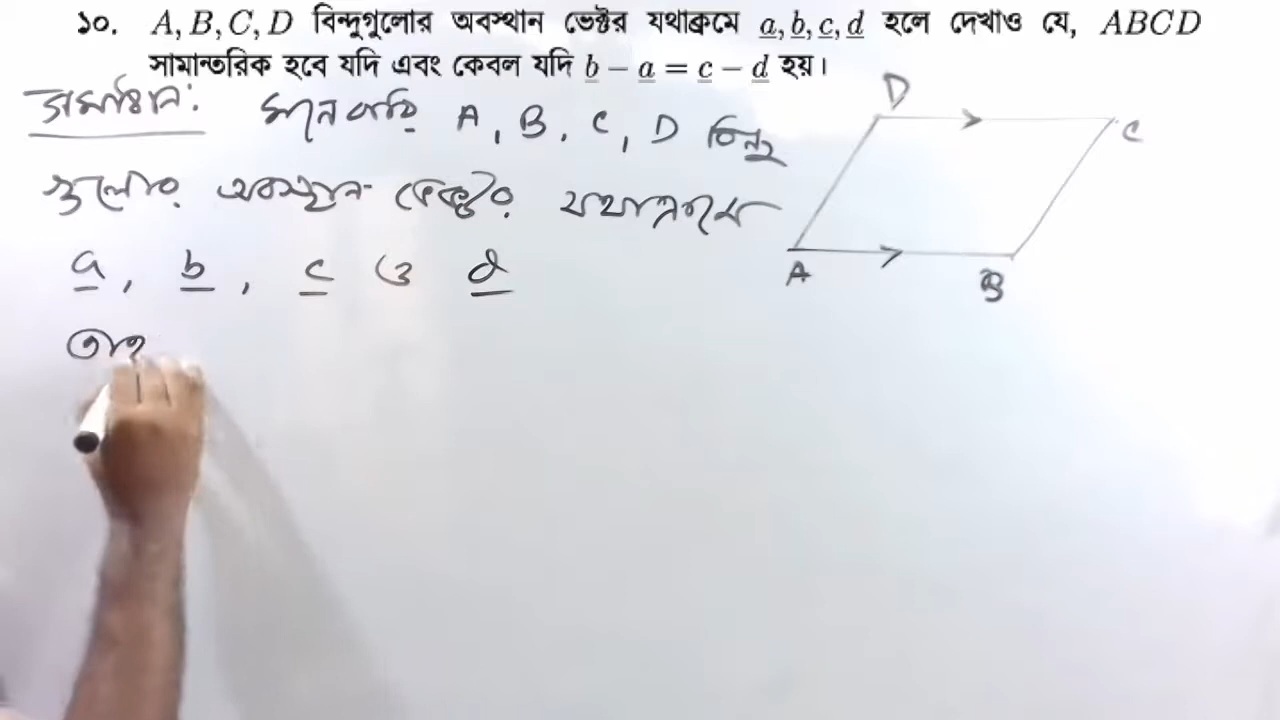 ১০. A, B, C, D বিন্দুগুলোর অবস্থান ভেক্টর যথাক্রমে a, b, c, d হলে দেখাও যে, ABCD
সামান্তরিক হবে যদি এবং কেবল যদি b − a = c − d হয়।
সমাধান: মনেকরি A, B, C, D বিন্দু
গুলোর অবস্থান ভেক্টর যথাক্রমে
a, b, c ও d
D
C
A
B